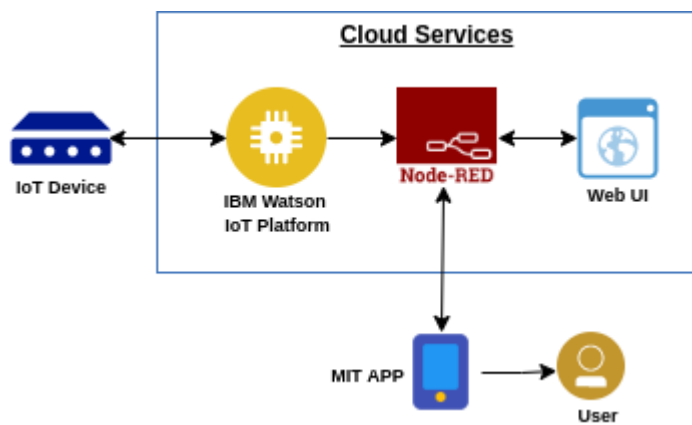 Cloud Services
IoT Device
IBM Watson
IoT Platform
Node-RED
Web UI
MIT APP
User